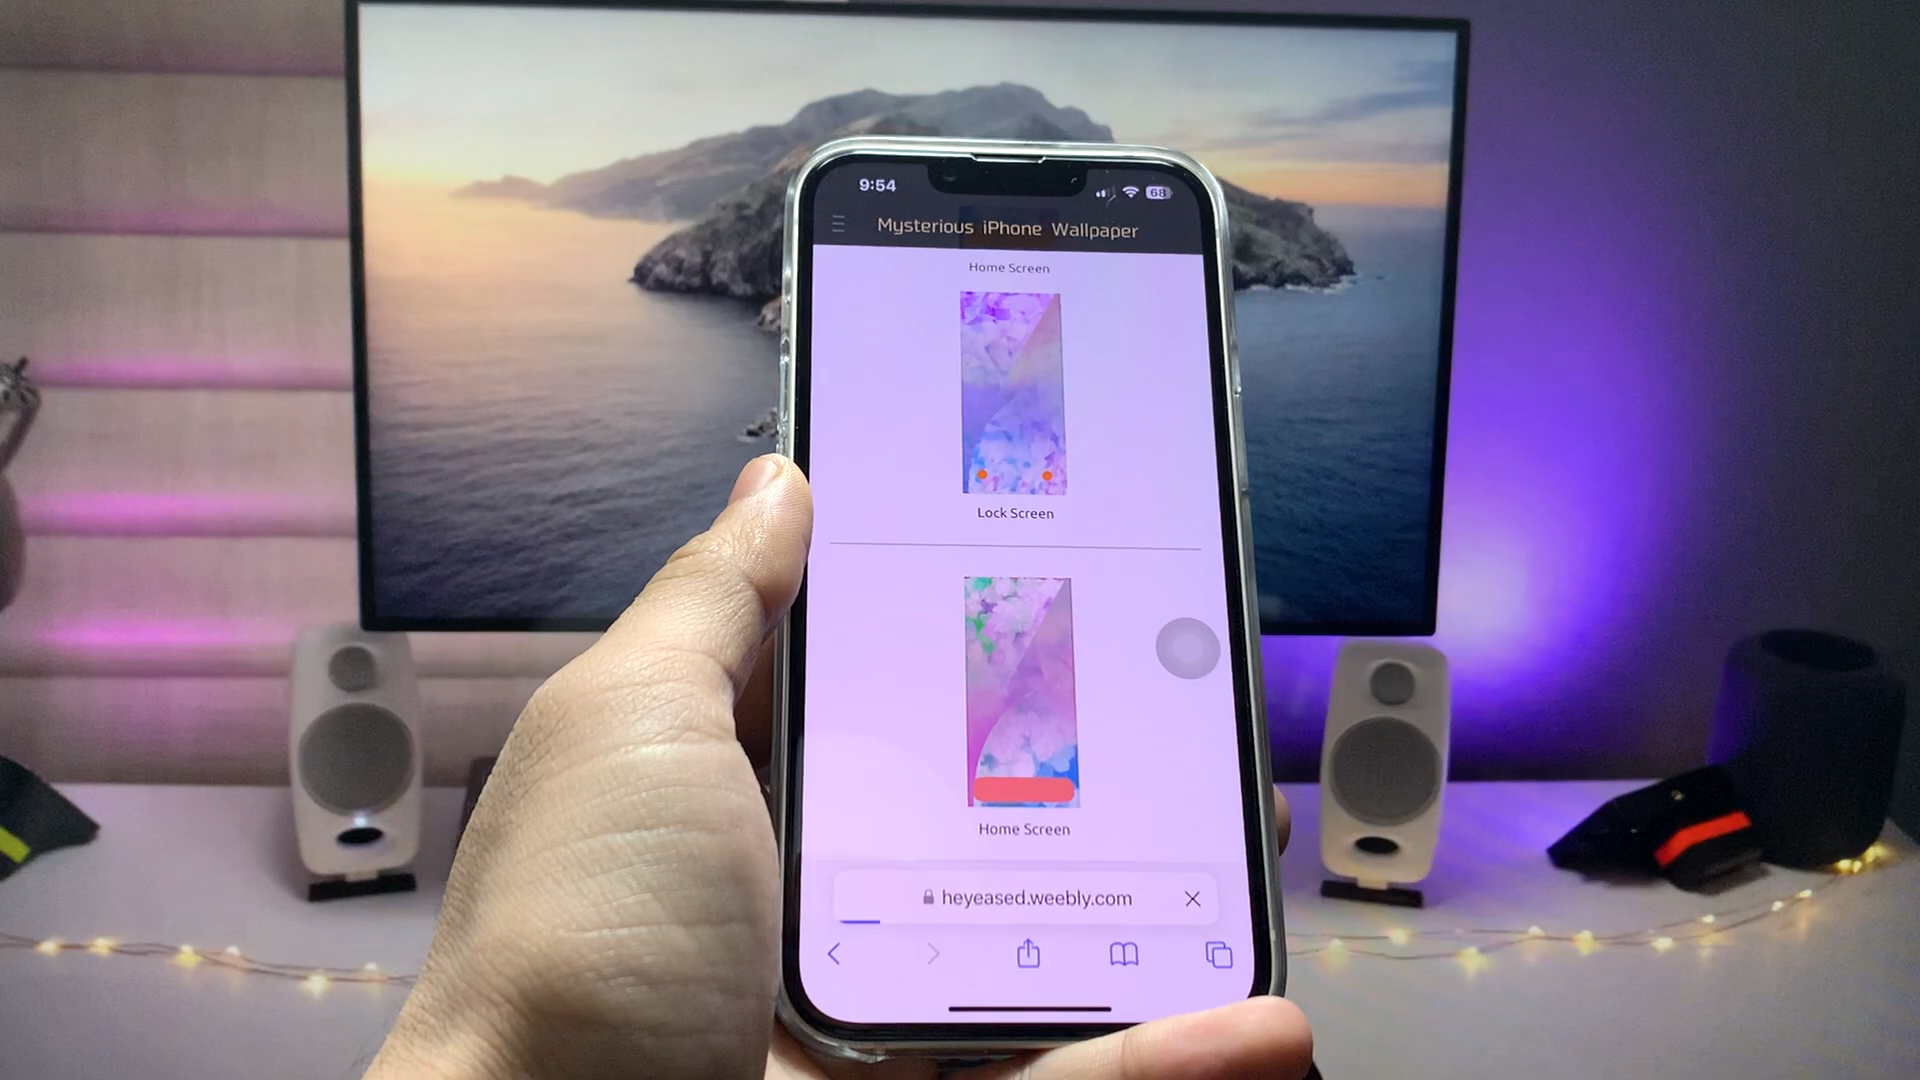 9:54
68
Mysterious iPhone Wallpaper
Home Screen
Lock Screen
Home Screen
heyeased.weebly.com